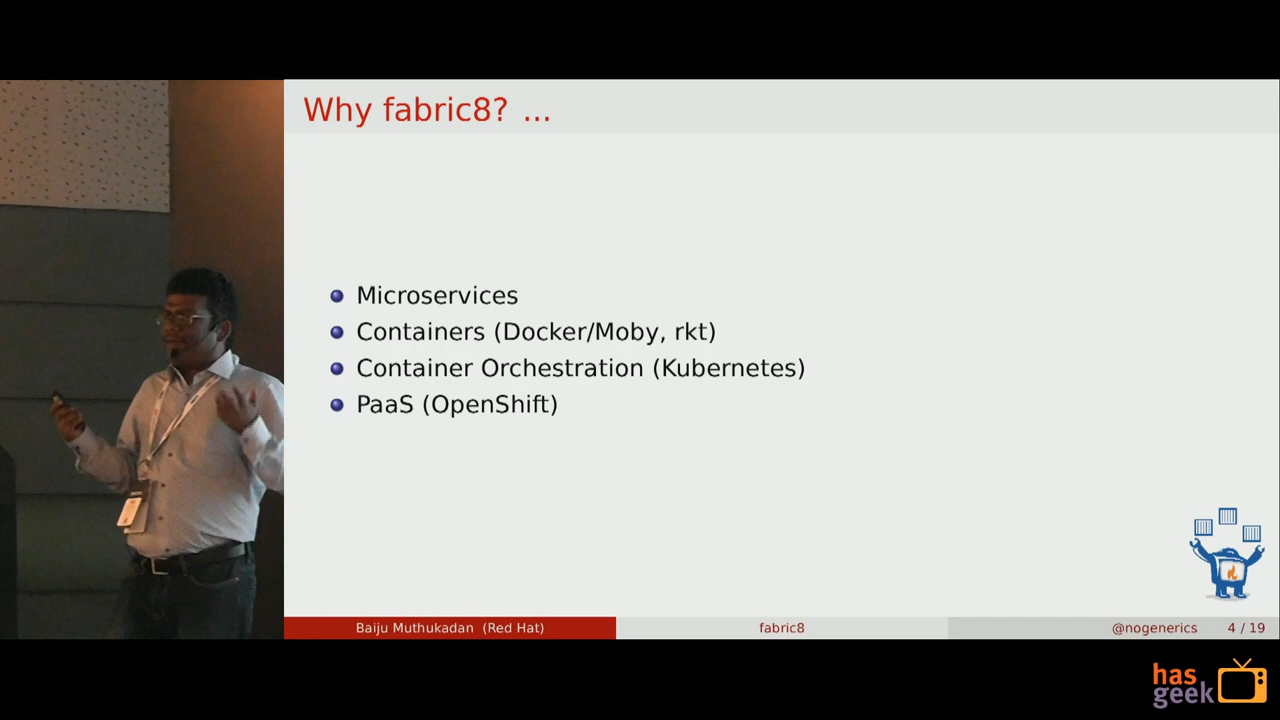 Why fabric8? ...
Microservices
Containers (Docker/Moby, rkt)
Container Orchestration (Kubernetes)
PaaS (OpenShift)
Baiju Muthukadan (Red Hat)
fabric8
@nogenerics
4 / 19
has
geek